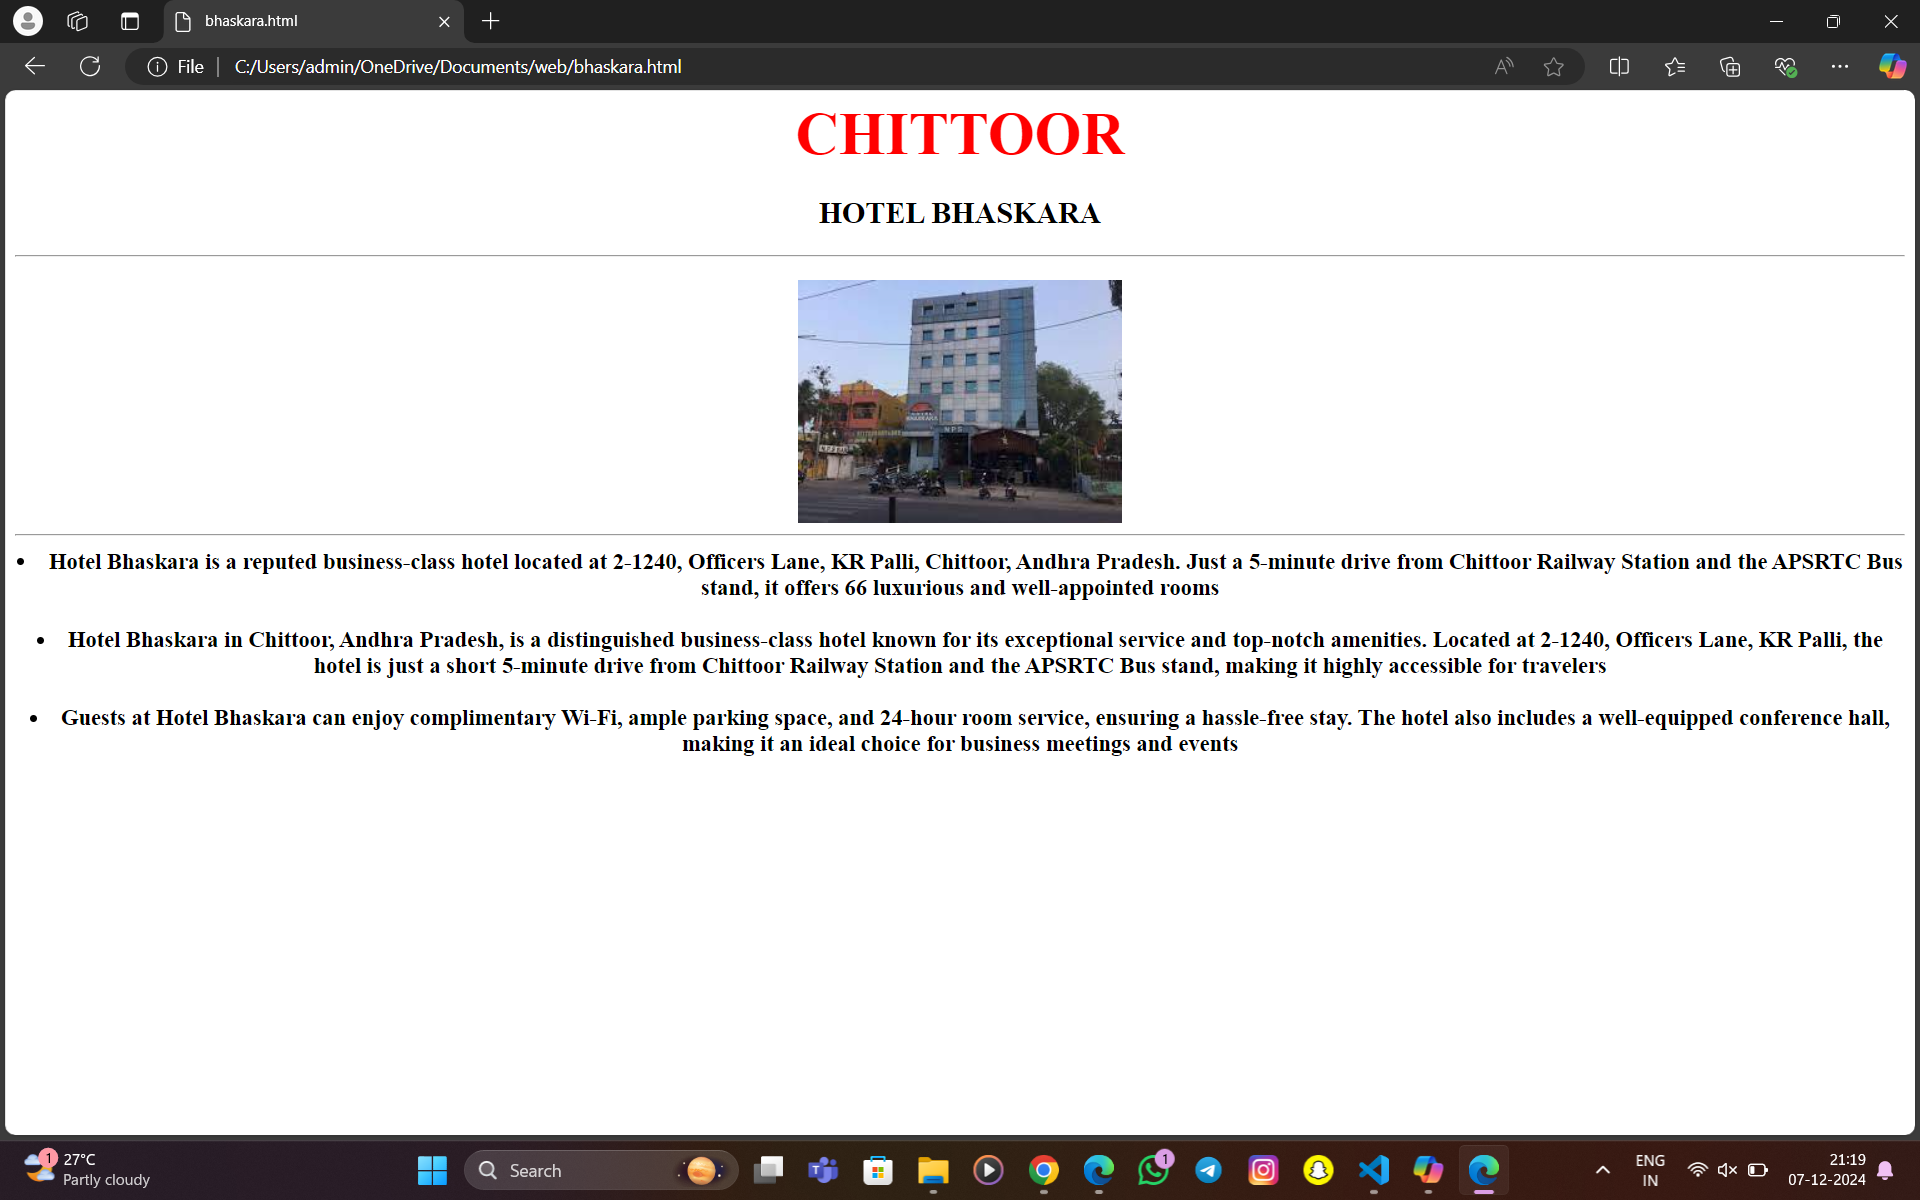 bhaskara.html
File
C:/Users/admin/OneDrive/Documents/web/bhaskara.html
CHITTOOR
HOTEL BHASKARA
BHASKARA
NPS
• Hotel Bhaskara is a reputed business-class hotel located at 2-1240, Officers Lane, KR Palli, Chittoor, Andhra Pradesh. Just a 5-minute drive from Chittoor Railway Station and the APSRTC Bus
stand, it offers 66 luxurious and well-appointed rooms
• Hotel Bhaskara in Chittoor, Andhra Pradesh, is a distinguished business-class hotel known for its exceptional service and top-notch amenities. Located at 2-1240, Officers Lane, KR Palli, the
hotel is just a short 5-minute drive from Chittoor Railway Station and the APSRTC Bus stand, making it highly accessible for travelers
• Guests at Hotel Bhaskara can enjoy complimentary Wi-Fi, ample parking space, and 24-hour room service, ensuring a hassle-free stay. The hotel also includes a well-equipped conference hall,
making it an ideal choice for business meetings and events
1
27°C
Partly cloudy
Search
1
ENG
IN
21:19
07-12-2024